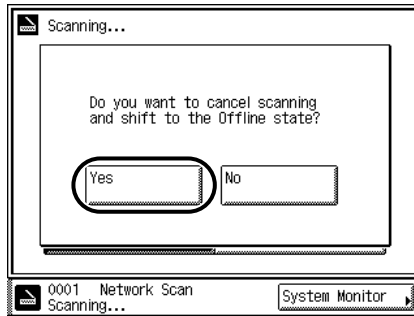 Scanning...
Do you want to cancel scanning
and shift to the Offline state?
Yes
No
0001 Network Scan
Scanning...
System Monitor